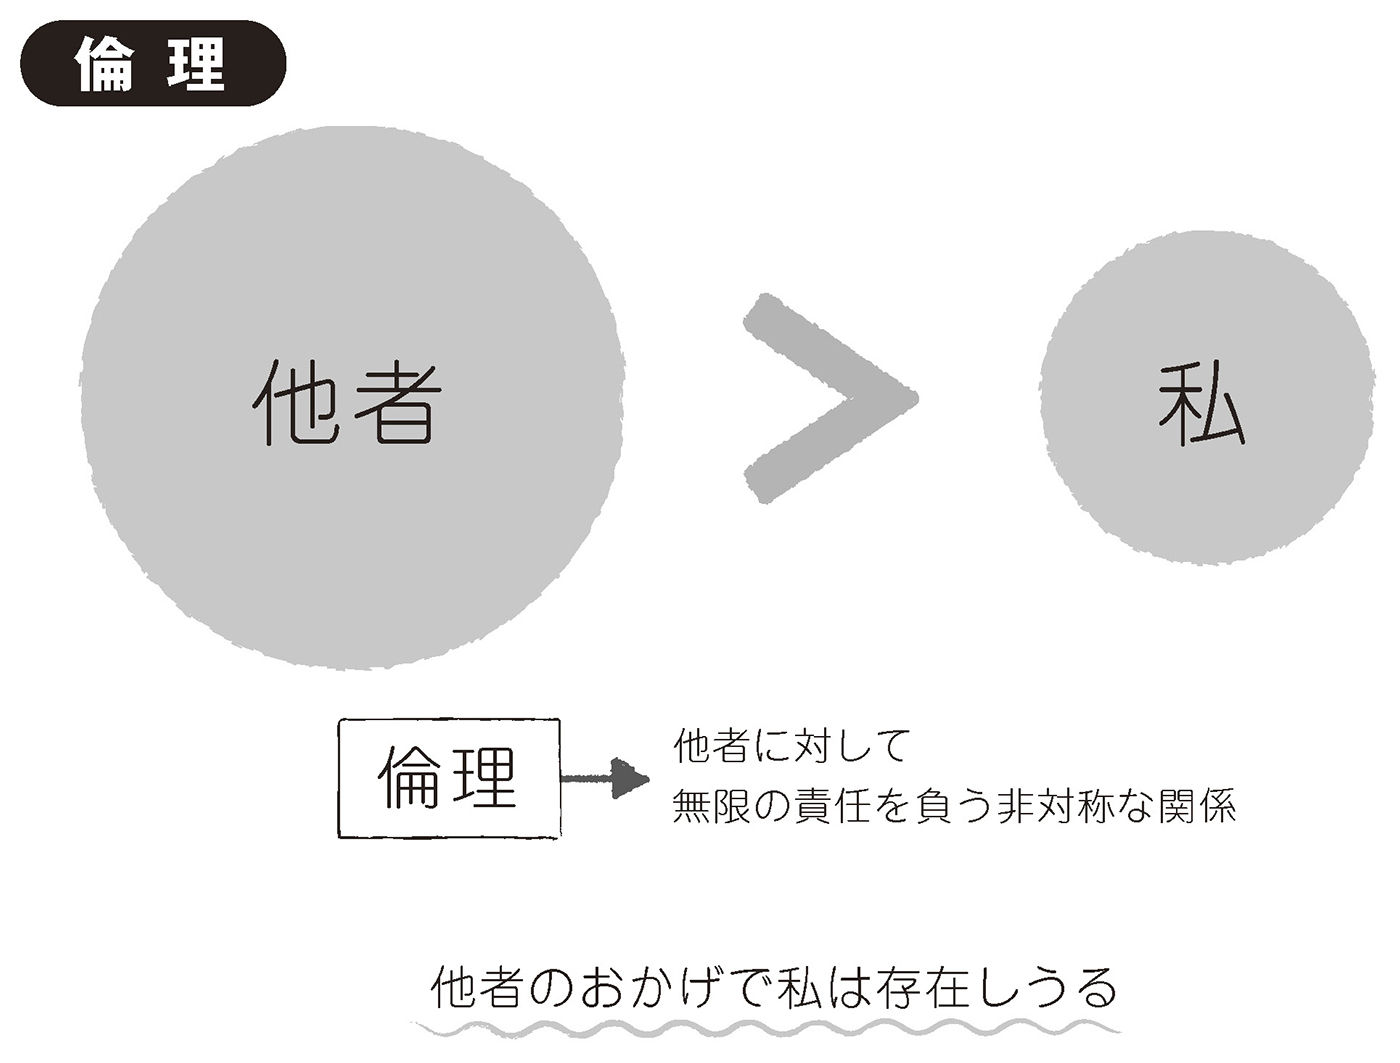 倫理
他者
>
私
倫理
他者に対して
無限の責任を負う非対称な関係
他者のおかげで私は存在しうる